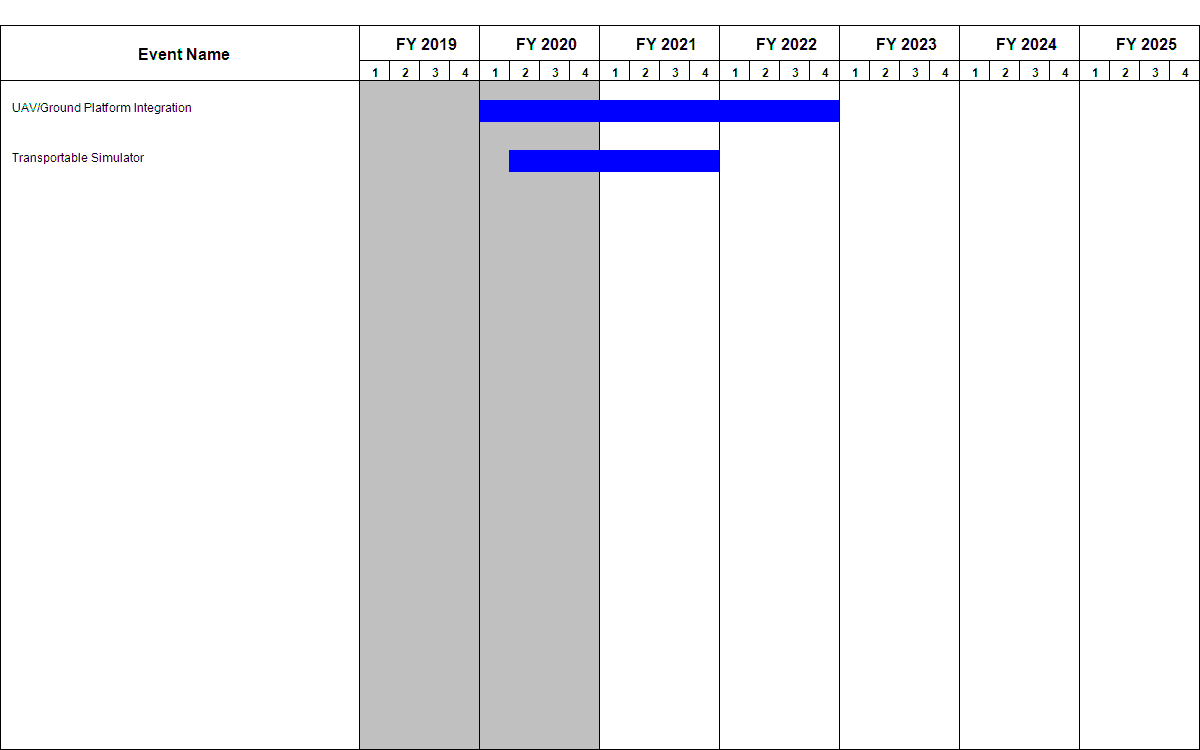 Event Name
FY 2019 FY 2020 FY 2021 FY 2022 FY 2023 FY 2024 FY 2025
1 2 3 4 1 2 3 4 1 2 3 4 1 2 3 4 1 2 3 4 1 2 3 4 1 2 3 4
UAV/Ground Platform Integration
Transportable Simulator